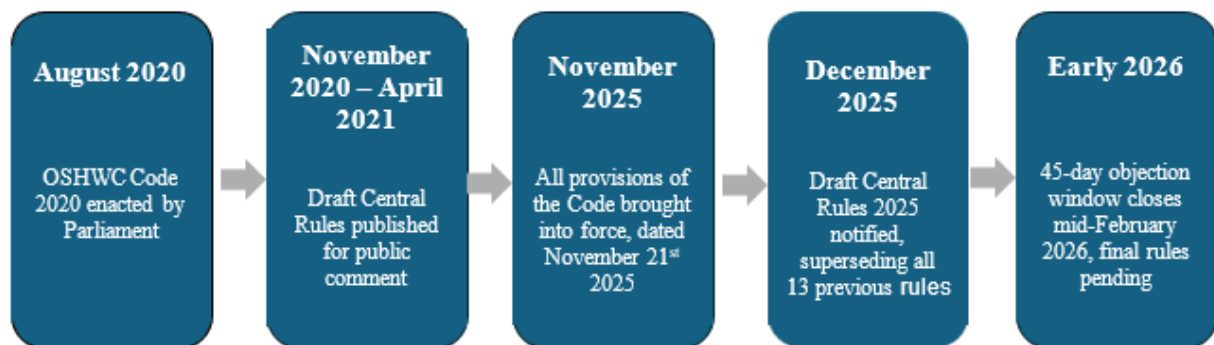 August 2020
OSHWC Code
2020 enacted by
Parliament
November
2020 – April
2021
Draft Central
Rules published
for public
comment
November
2025
All provisions of
the Code brought
into force, dated
November 21st
2025
December
2025
Draft Central
Rules 2025
notified,
superseding all
13 previous rules
Early 2026
45-day objection
window closes
mid-February
2026, final rules
pending